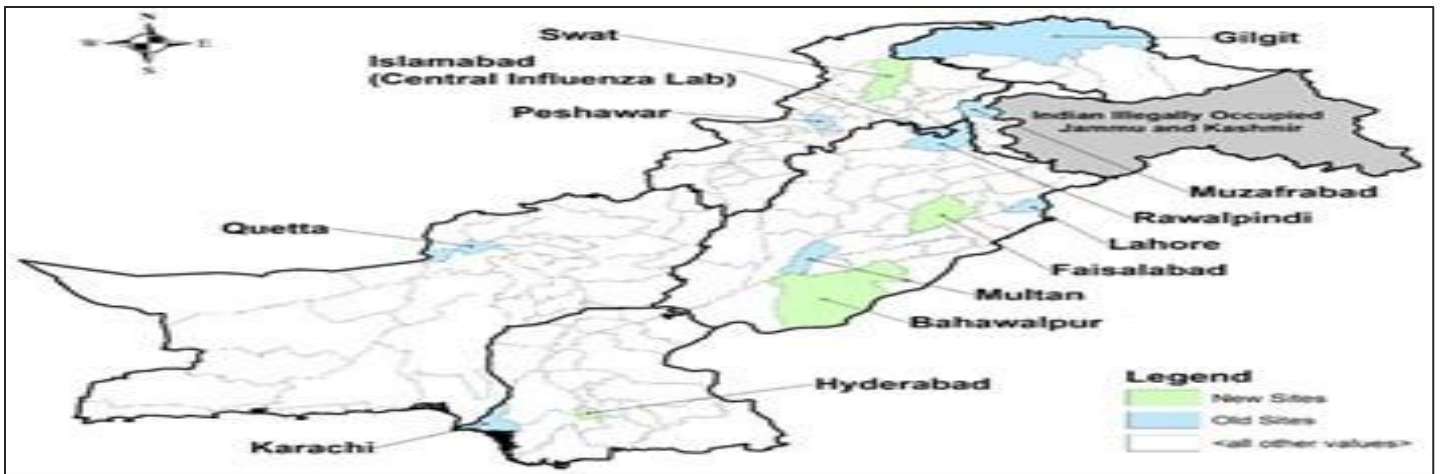 N
W E
S
Swat
Gilgit
Islamabad
(Central Influenza Lab)
Peshawar
Indian Illegally Occupied
Jammu and Kashmir
Muzafrabad
Rawalpindi
Quetta
Lahore
Faisalabad
Multan
Bahawalpur
Hyderabad
Karachi
Legend
New Sites
Old Sites
<all other values>